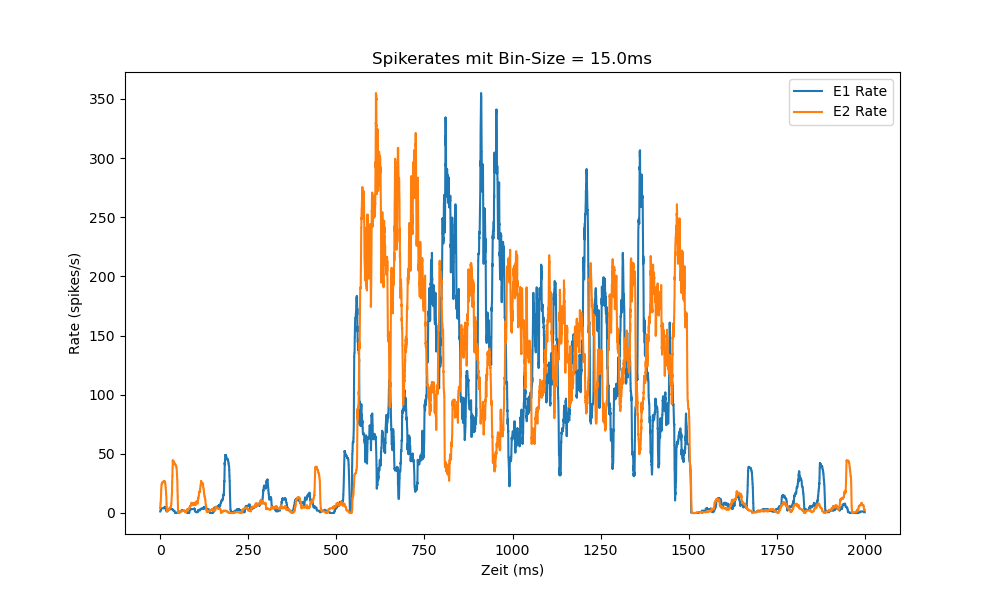 Spikerates mit Bin-Size = 15.0ms
E1 Rate
E2 Rate
Rate (spikes/s)
350
300
250
200
150
100
50
0
0 250 500 750 1000 1250 1500 1750 2000
Zeit (ms)